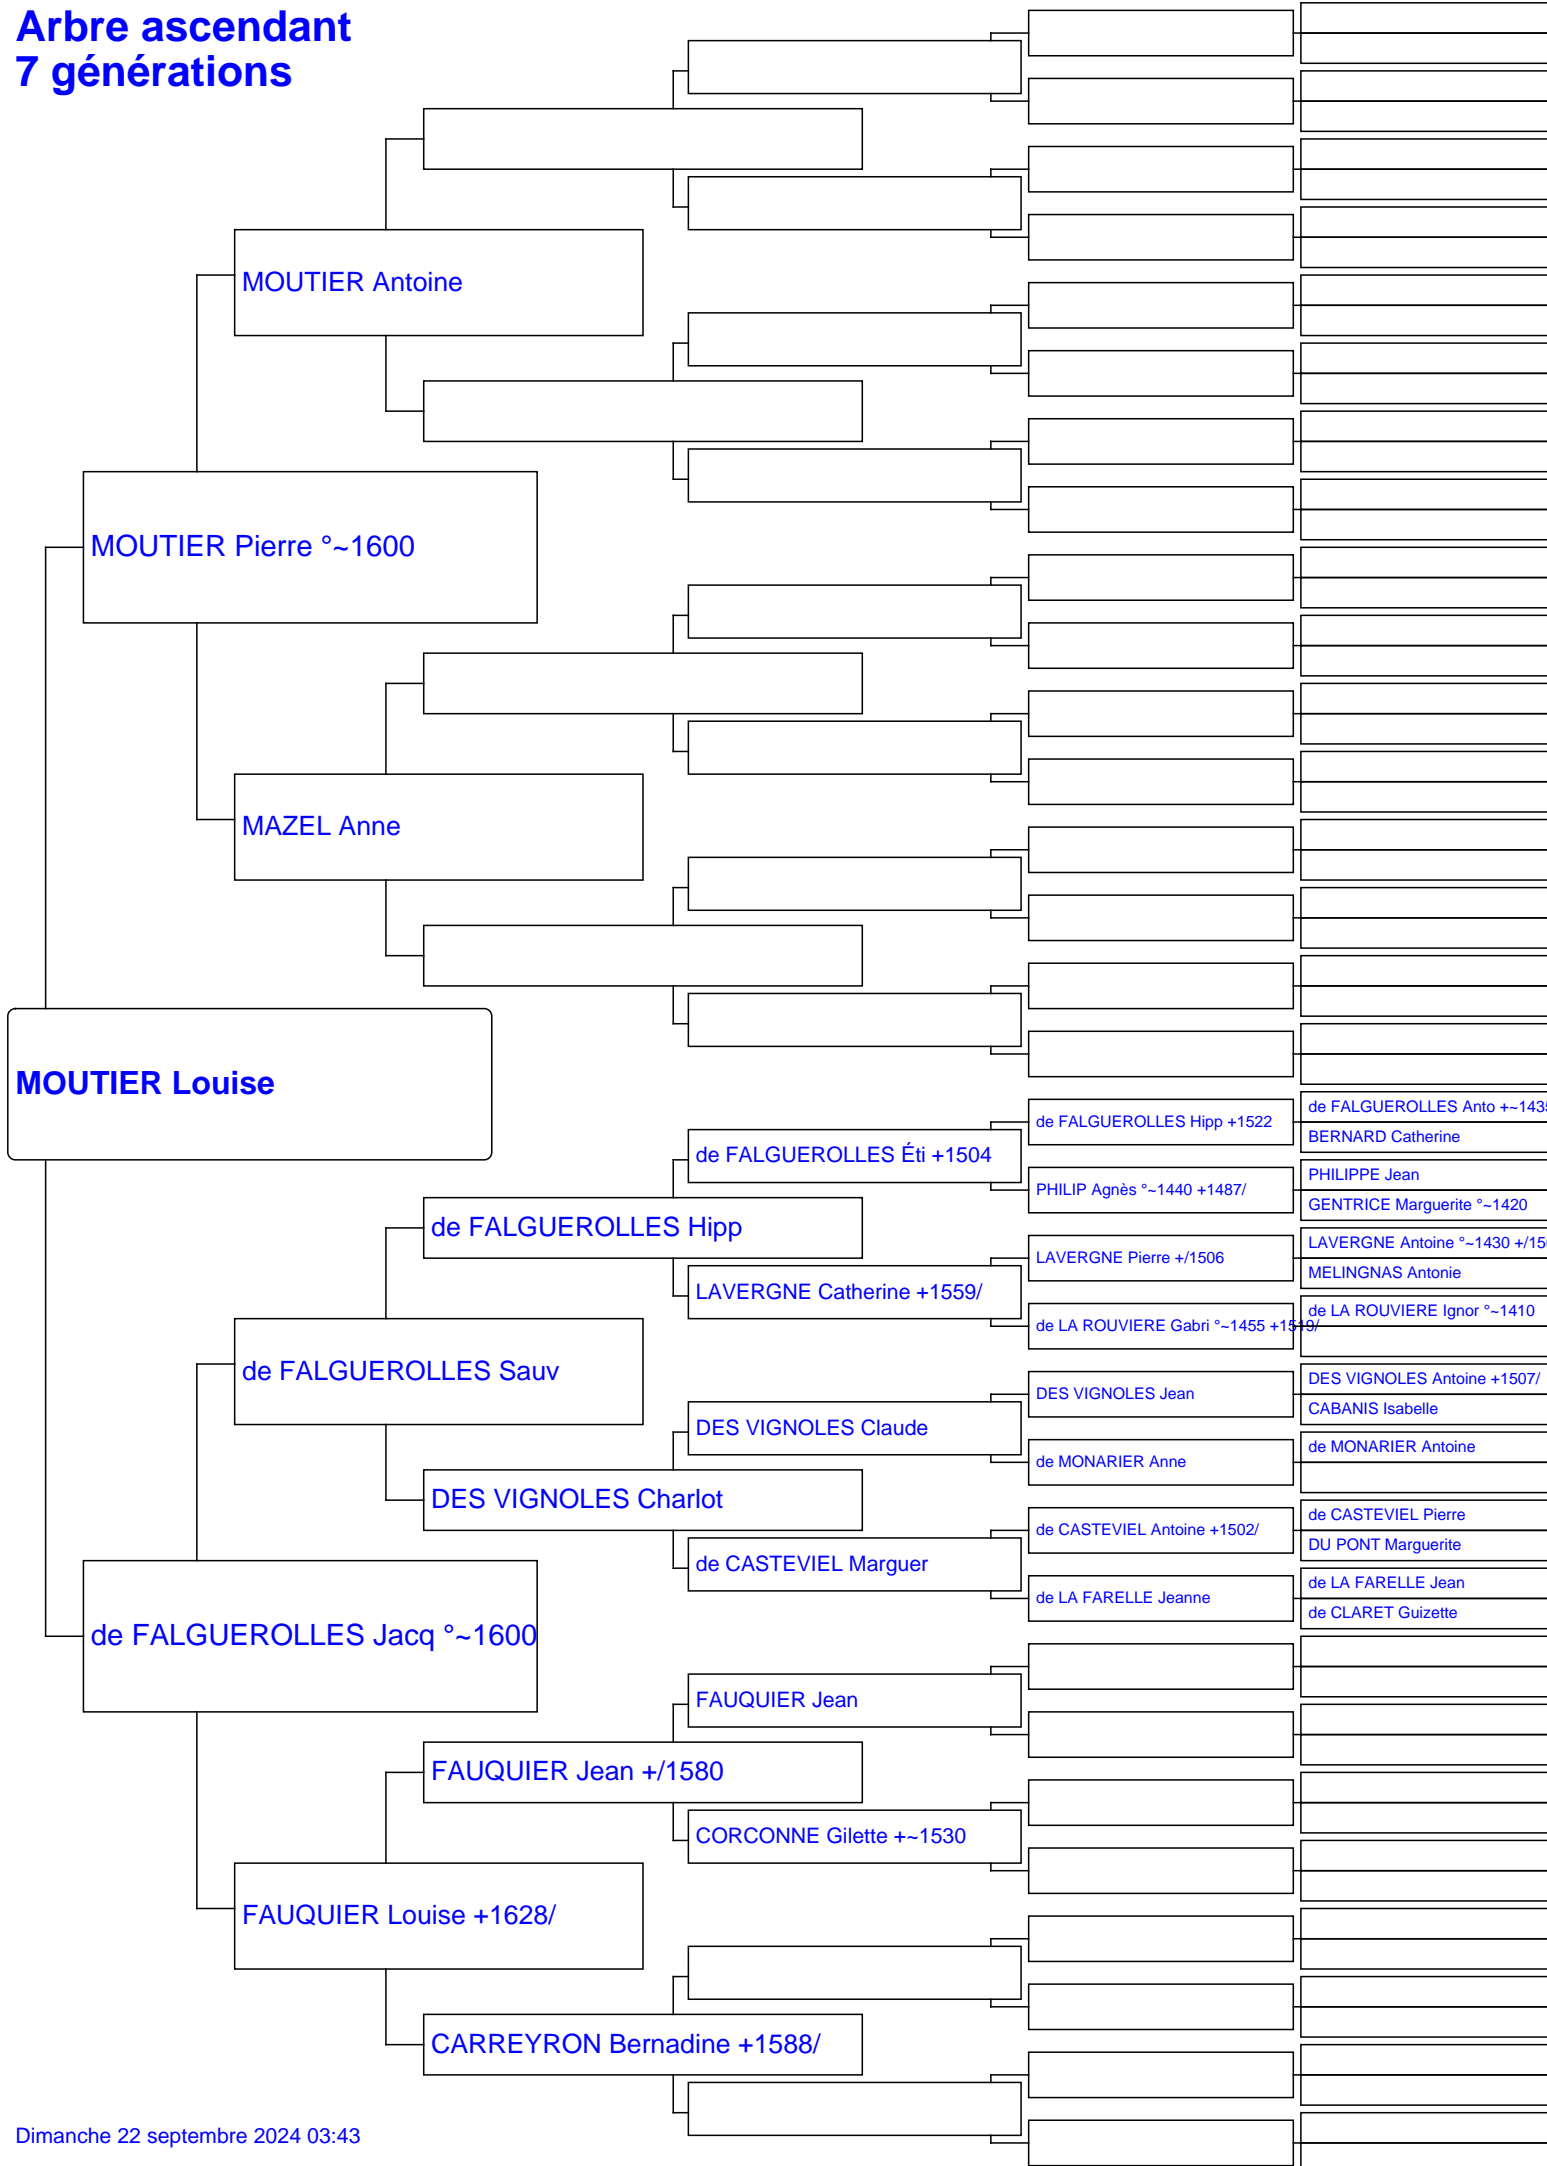 Arbre ascendant
7 générations
MOUTIER Antoine
MOUTIER Pierre °~1600
MAZEL Anne
MOUTIER Louise
de FALGUEROLLES Anto +~1435
de FALGUEROLLES Hipp +1522
BERNARD Catherine
de FALGUEROLLES Éti +1504
PHILIPPE Jean
PHILIP Agnès °~1440 +1487/
GENTRICE Marguerite °~1420
de FALGUEROLLES Hipp
LAVERGNE Antoine °~1430 +/15
LAVERGNE Pierre +/1506
MELINGNAS Antonie
LAVERGNE Catherine +1559/
de LA ROUVIERE Ignor °~1410
de LA ROUVIERE Gabri °~1455 +1519/
de FALGUEROLLES Sauv
DES VIGNOLES Antoine +1507/
DES VIGNOLES Jean
CABANIS Isabelle
DES VIGNOLES Claude
de MONARIER Antoine
de MONARIER Anne
DES VIGNOLES Charlot
de CASTEVIEL Pierre
de CASTEVIEL Antoine +1502/
DU PONT Marguerite
de CASTEVIEL Marguer
de LA FARELLE Jean
de LA FARELLE Jeanne
de CLARET Guizette
de FALGUEROLLES Jacq °~1600
FAUQUIER Jean
FAUQUIER Jean +/1580
CORCONNE Gilette +~1530
FAUQUIER Louise +1628/
CARREYRON Bernadine +1588/
Dimanche 22 septembre 2024 03:43